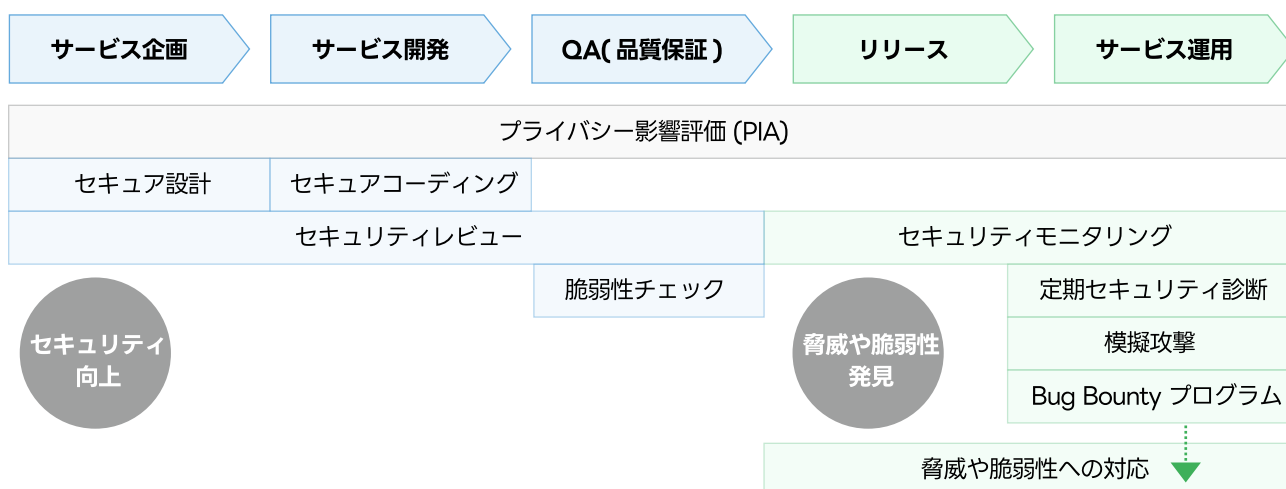 サービス企画
サービス開発
QA( 品質保証 )
リリース
サービス運用
プライバシー影響評価 (PIA)
セキュア設計
セキュアコーディング
セキュリティレビュー
セキュリティモニタリング
脆弱性チェック
定期セキュリティ診断
模擬攻撃
Bug Bounty プログラム
セキュリティ
向上
脅威や脆弱性
発見
脅威や脆弱性への対応